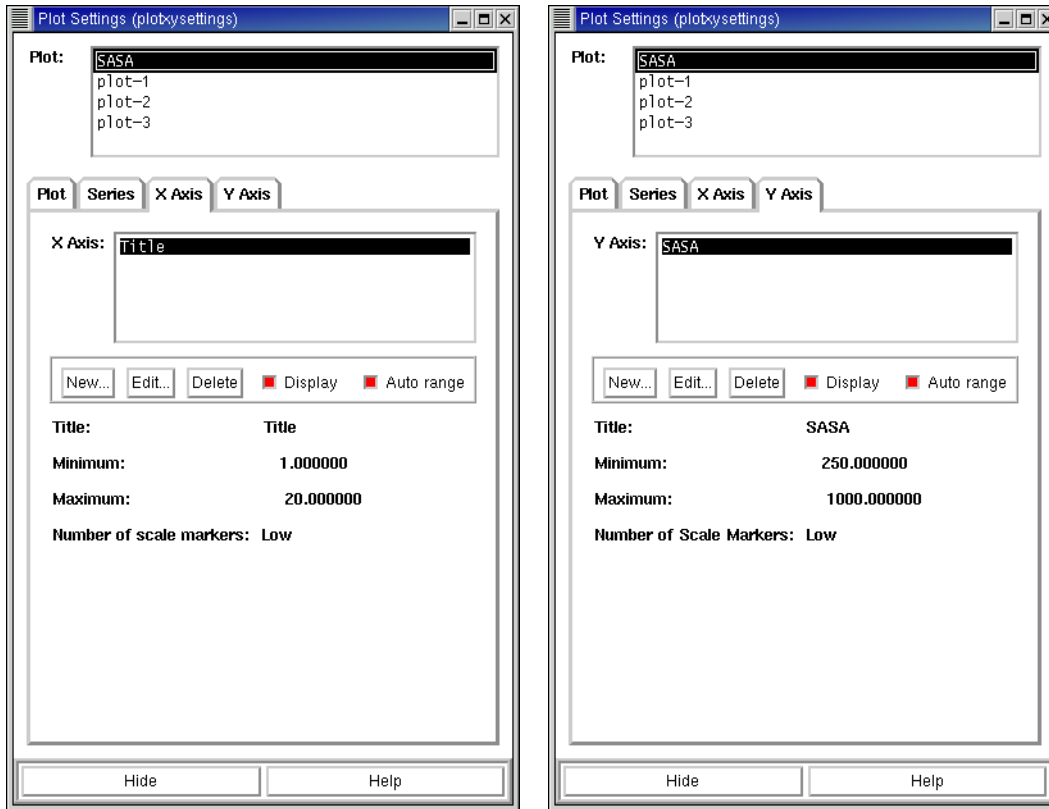 Plot Settings (plotxysettings)
Plot:
SASA
plot-1
plot-2
plot-3
Plot Series X Axis Y Axis
X Axis:
Title
New... Edit... Delete Display Auto range
Title: Title
Minimum: 1.000000
Maximum: 20.000000
Number of scale markers: Low
Hide Help
Plot Settings (plotxysettings)
Plot:
SASA
plot-1
plot-2
plot-3
Plot Series X Axis Y Axis
Y Axis:
SASA
New... Edit... Delete Display Auto range
Title: SASA
Minimum: 250.000000
Maximum: 1000.000000
Number of Scale Markers: Low
Hide Help